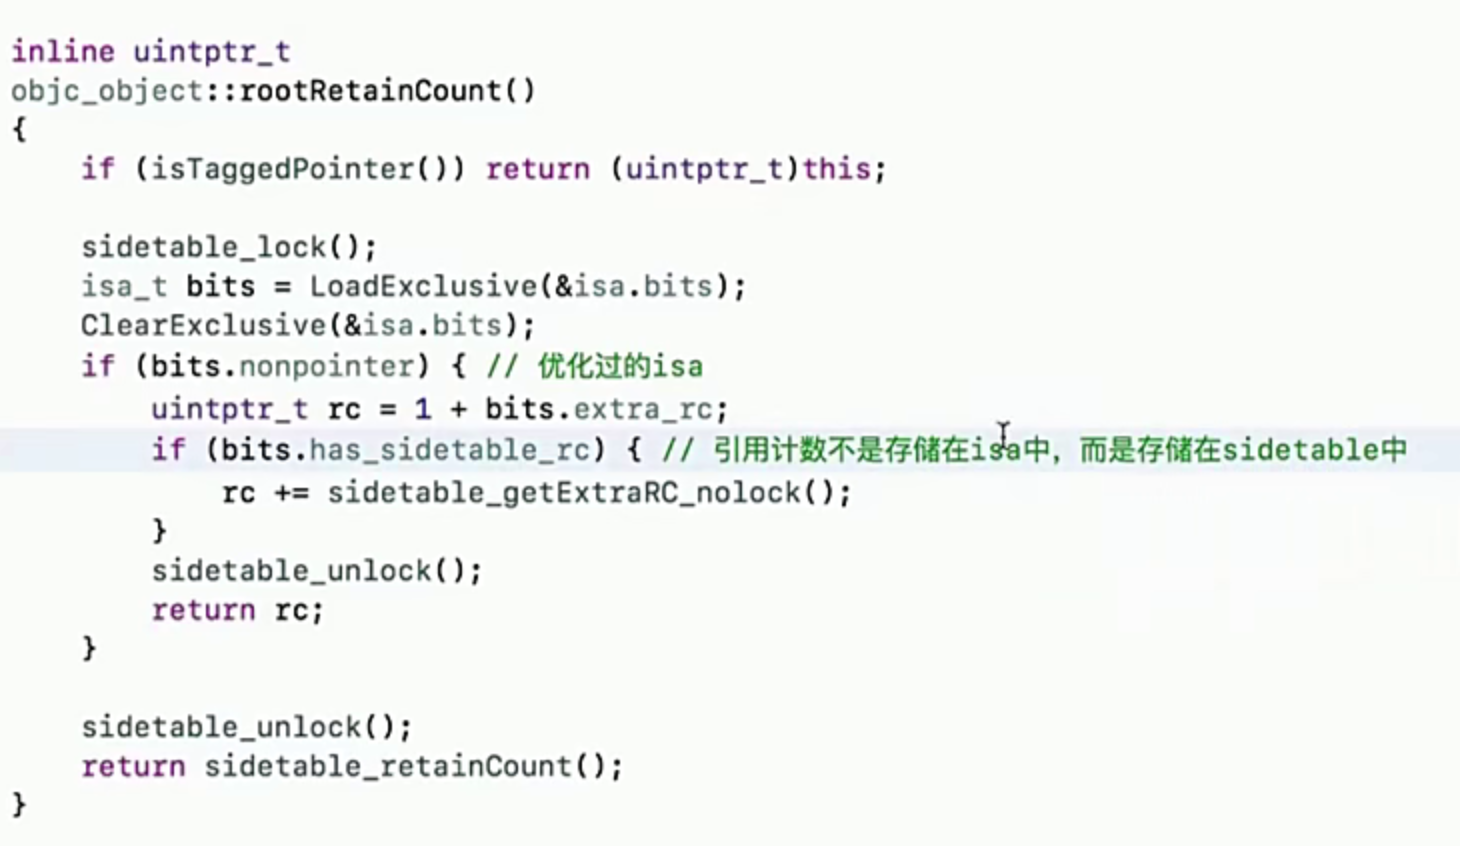 inline uintptr_t
objc_object::rootRetainCount()
{
    if (isTaggedPointer()) return (uintptr_t)this;

    sidetable_lock();
    isa_t bits = LoadExclusive(&isa.bits);
    ClearExclusive(&isa.bits);
    if (bits.nonpointer) { // 优化过的isa
        uintptr_t rc = 1 + bits.extra_rc;
        if (bits.has_sidetable_rc) { // 引用计数不是存储在isa中，而是存储在sidetable中
            rc += sidetable_getExtraRC_nolock();
        }
        sidetable_unlock();
        return rc;
    }

    sidetable_unlock();
    return sidetable_retainCount();
}